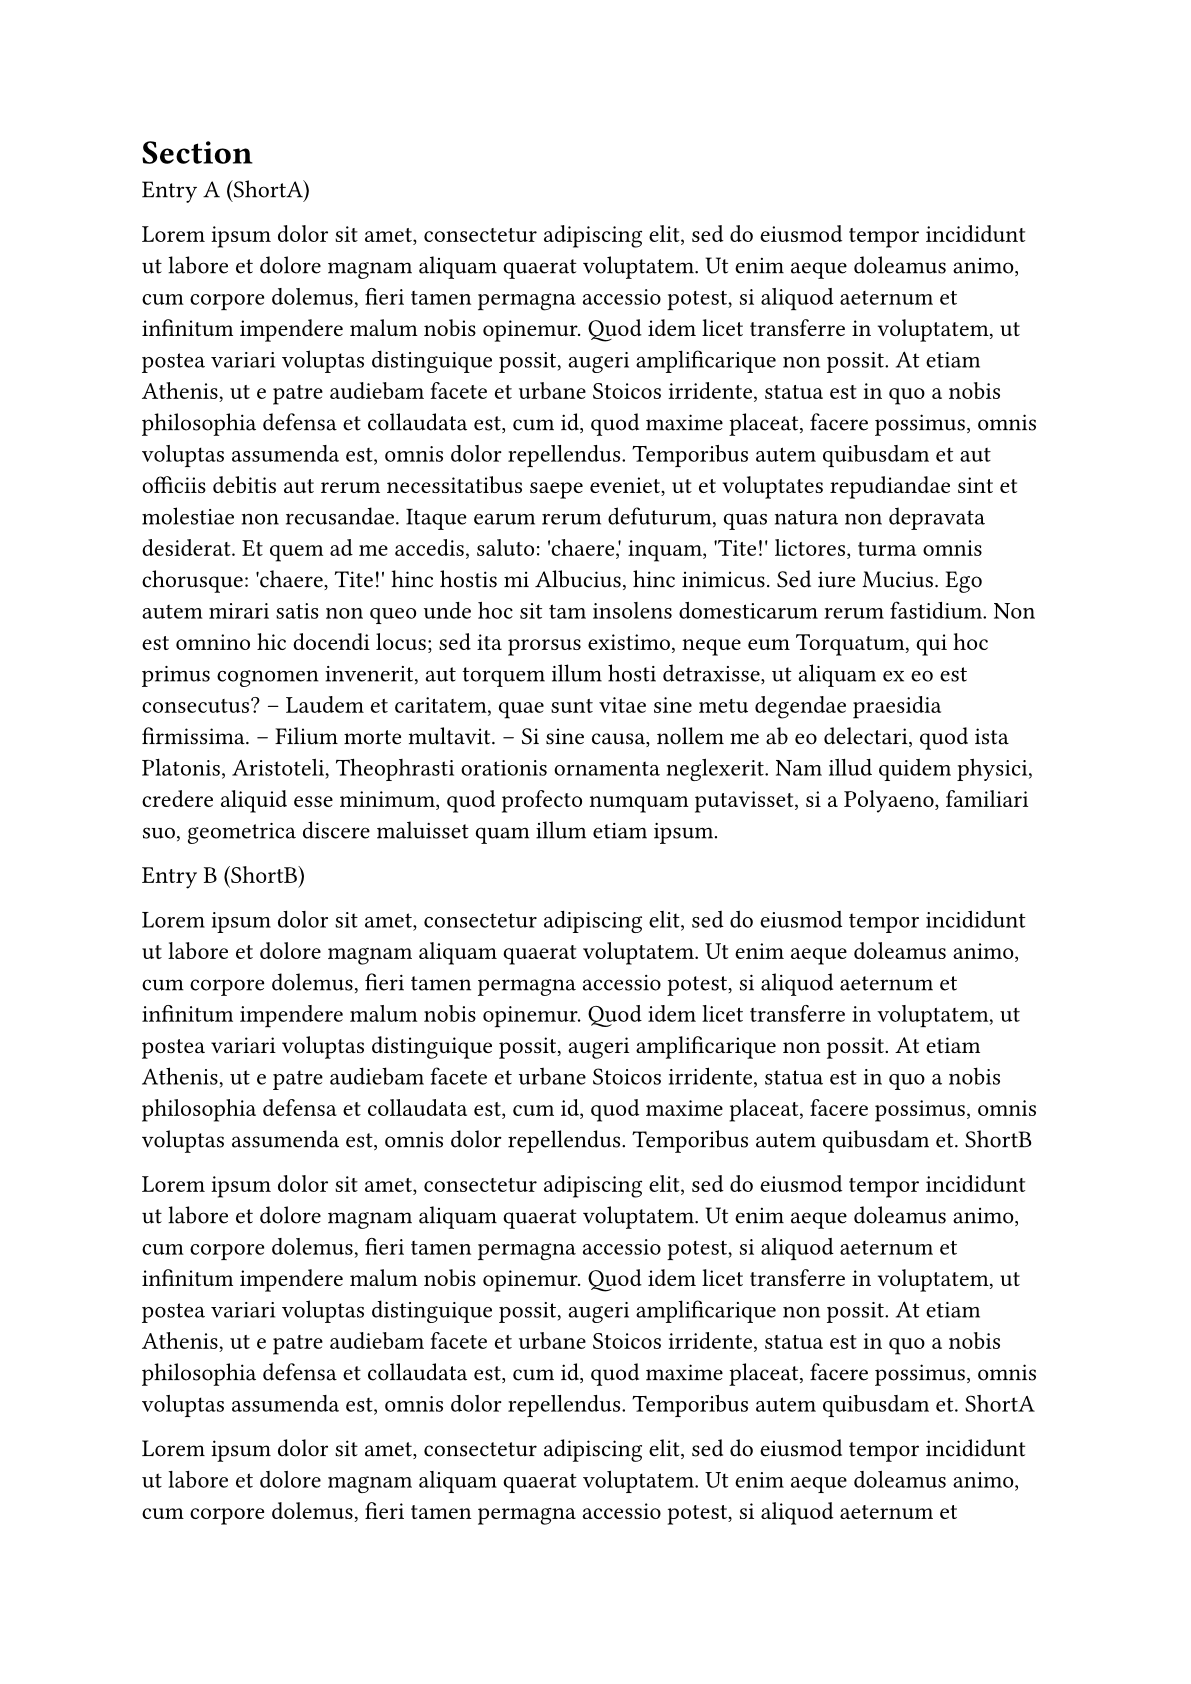 Section
Entry A (ShortA)
Lorem ipsum dolor sit amet, consectetur adipiscing elit, sed do eiusmod tempor incididunt
ut labore et dolore magnam aliquam quaerat voluptatem. Ut enim aeque doleamus animo,
cum corpore dolemus, fieri tamen permagna accessio potest, si aliquod aeternum et
infinitum impendere malum nobis opinemur. Quod idem licet transferre in voluptatem, ut
postea variari voluptas distinguique possit, augeri amplificarique non possit. At etiam
Athenis, ut e patre audiebam facete et urbane Stoicos irridente, statua est in quo a nobis
philosophia defensa et collaudata est, cum id, quod maxime placeat, facere possimus, omnis
voluptas assumenda est, omnis dolor repellendus. Temporibus autem quibusdam et aut
officiis debitis aut rerum necessitatibus saepe eveniet, ut et voluptates repudiandae sint et
molestiae non recusandae. Itaque earum rerum defuturum, quas natura non depravata
desiderat. Et quem ad me accedis, saluto: 'chaere,' inquam, 'Tite!' lictores, turma omnis
chorusque: 'chaere, Tite!' hinc hostis mi Albucius, hinc inimicus. Sed iure Mucius. Ego
autem mirari satis non queo unde hoc sit tam insolens domesticarum rerum fastidium. Non
est omnino hic docendi locus; sed ita prorsus existimo, neque eum Torquatum, qui hoc
primus cognomen invenerit, aut torquem illum hosti detraxisse, ut aliquam ex eo est
consecutus? – Laudem et caritatem, quae sunt vitae sine metu degendae praesidia
firmissima. – Filium morte multavit. – Si sine causa, nollem me ab eo delectari, quod ista
Platonis, Aristoteli, Theophrasti orationis ornamenta neglexerit. Nam illud quidem physici,
credere aliquid esse minimum, quod profecto numquam putavisset, si a Polyaeno, familiari
suo, geometrica discere maluisset quam illum etiam ipsum.
Entry B (ShortB)
Lorem ipsum dolor sit amet, consectetur adipiscing elit, sed do eiusmod tempor incididunt
ut labore et dolore magnam aliquam quaerat voluptatem. Ut enim aeque doleamus animo,
cum corpore dolemus, fieri tamen permagna accessio potest, si aliquod aeternum et
infinitum impendere malum nobis opinemur. Quod idem licet transferre in voluptatem, ut
postea variari voluptas distinguique possit, augeri amplificarique non possit. At etiam
Athenis, ut e patre audiebam facete et urbane Stoicos irridente, statua est in quo a nobis
philosophia defensa et collaudata est, cum id, quod maxime placeat, facere possimus, omnis
voluptas assumenda est, omnis dolor repellendus. Temporibus autem quibusdam et. ShortB
Lorem ipsum dolor sit amet, consectetur adipiscing elit, sed do eiusmod tempor incididunt
ut labore et dolore magnam aliquam quaerat voluptatem. Ut enim aeque doleamus animo,
cum corpore dolemus, fieri tamen permagna accessio potest, si aliquod aeternum et
infinitum impendere malum nobis opinemur. Quod idem licet transferre in voluptatem, ut
postea variari voluptas distinguique possit, augeri amplificarique non possit. At etiam
Athenis, ut e patre audiebam facete et urbane Stoicos irridente, statua est in quo a nobis
philosophia defensa et collaudata est, cum id, quod maxime placeat, facere possimus, omnis
voluptas assumenda est, omnis dolor repellendus. Temporibus autem quibusdam et. ShortA
Lorem ipsum dolor sit amet, consectetur adipiscing elit, sed do eiusmod tempor incididunt
ut labore et dolore magnam aliquam quaerat voluptatem. Ut enim aeque doleamus animo,
cum corpore dolemus, fieri tamen permagna accessio potest, si aliquod aeternum et